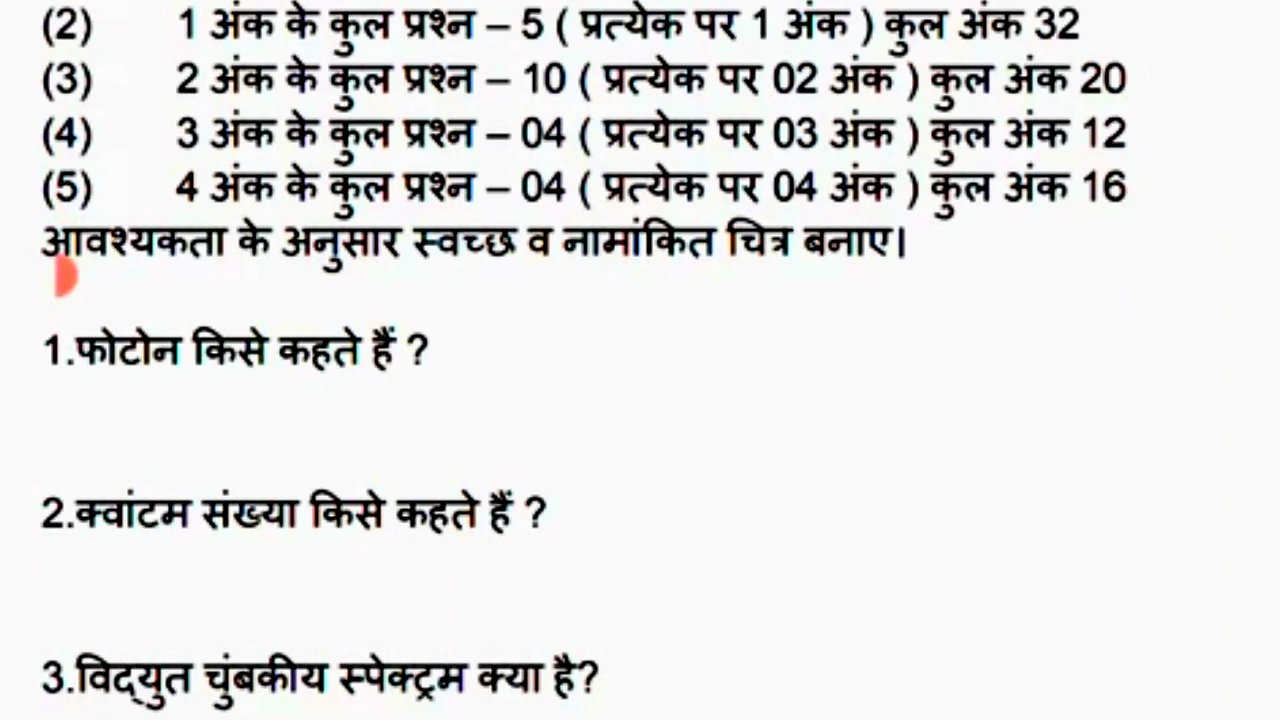 (2) 1 अंक के कुल प्रश्न – 5 ( प्रत्येक पर 1 अंक ) कुल अंक 32
(3) 2 अंक के कुल प्रश्न – 10 ( प्रत्येक पर 02 अंक ) कुल अंक 20
(4) 3 अंक के कुल प्रश्न – 04 ( प्रत्येक पर 03 अंक ) कुल अंक 12
(5) 4 अंक के कुल प्रश्न – 04 ( प्रत्येक पर 04 अंक ) कुल अंक 16
आवश्यकता के अनुसार स्वच्छ व नामांकित चित्र बनाए।
1.फोटोन किसे कहते हैं ?
2.क्वांटम संख्या किसे कहते हैं ?
3.विद्युत चुंबकीय स्पेक्ट्रम क्या है?